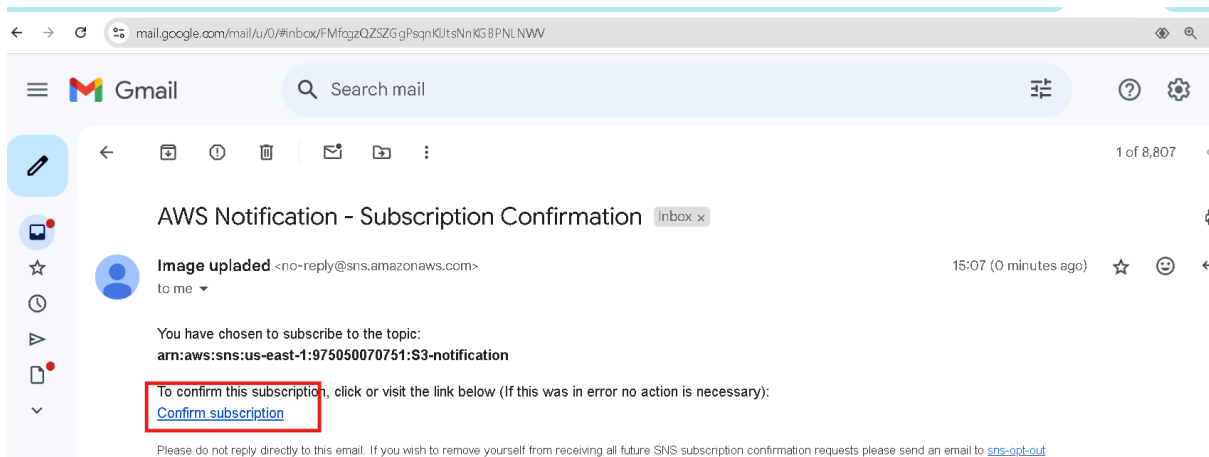 mail.google.com/mail/u/0/#inbox/FMfcgzQZSZGgPsqnKUtsNnKGBPNLNWV
Gmail
Search mail
1 of 8,807
AWS Notification - Subscription Confirmation Inbox x
Image upladed <no-reply@sns.amazonaws.com> 15:07 (0 minutes ago)
to me
You have chosen to subscribe to the topic:
arn:aws:sns:us-east-1:975050070751:S3-notification
To confirm this subscription, click or visit the link below (If this was in error no action is necessary):
Confirm subscription
Please do not reply directly to this email. If you wish to remove yourself from receiving all future SNS subscription confirmation requests please send an email to sns-opt-out